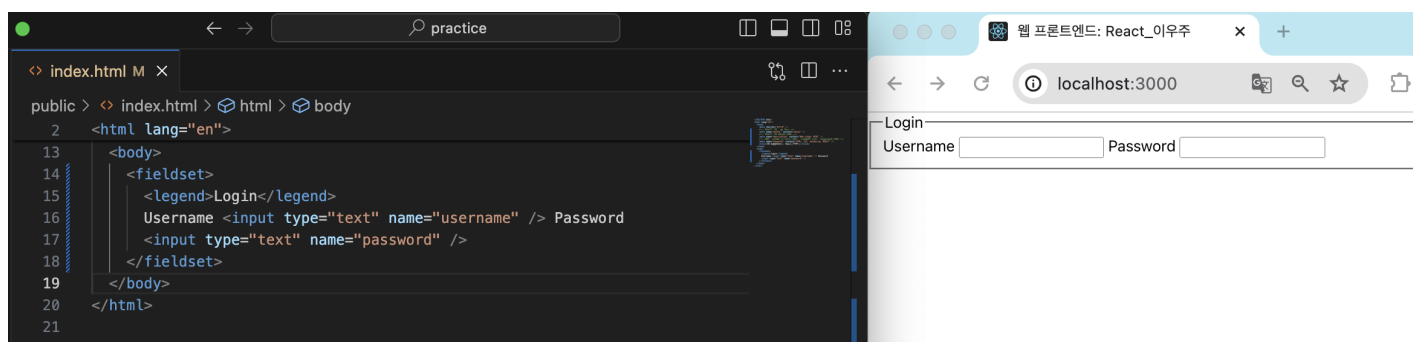 practice
index.html M
public > index.html > html > body
2 <html lang="en">
13 <body>
14 <fieldset>
15 <legend>Login</legend>
16 Username <input type="text" name="username" /> Password
17 <input type="text" name="password" />
18 </fieldset>
19 </body>
20 </html>
21
웹 프론트엔드: React_이우주
localhost:3000
Login
Username Password